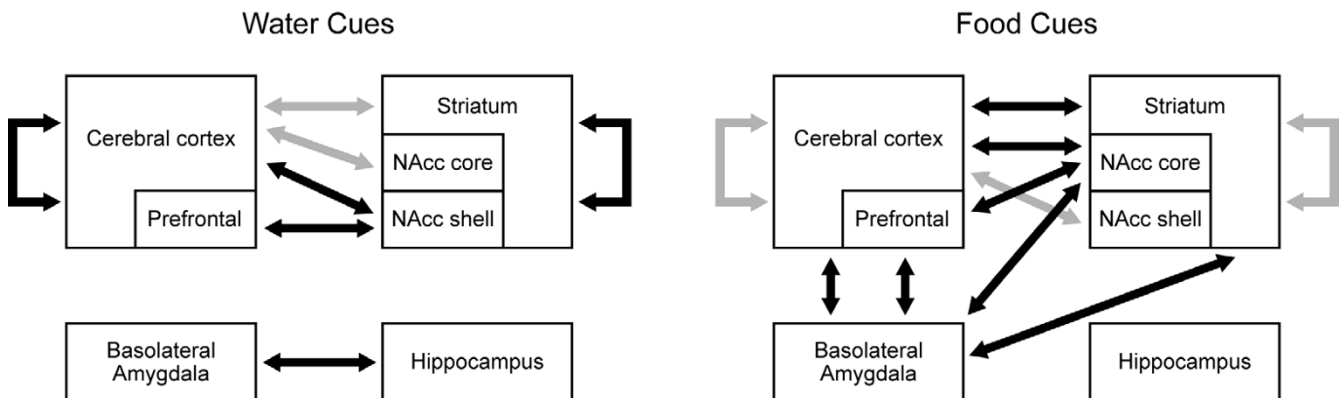 Water Cues
Cerebral cortex
Prefrontal
Striatum
NAcc core
NAcc shell
Basolateral
Amygdala
Hippocampus
Food Cues
Cerebral cortex
Prefrontal
Striatum
NAcc core
NAcc shell
Basolateral
Amygdala
Hippocampus